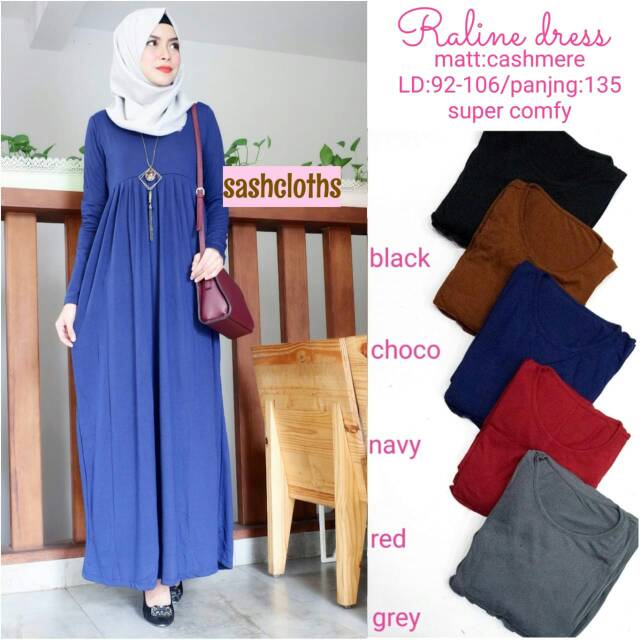 Raline dress
matt:cashmere
LD:92-106/panjng:135
super comfy
sashcloths
black
choco
navy
red
grey